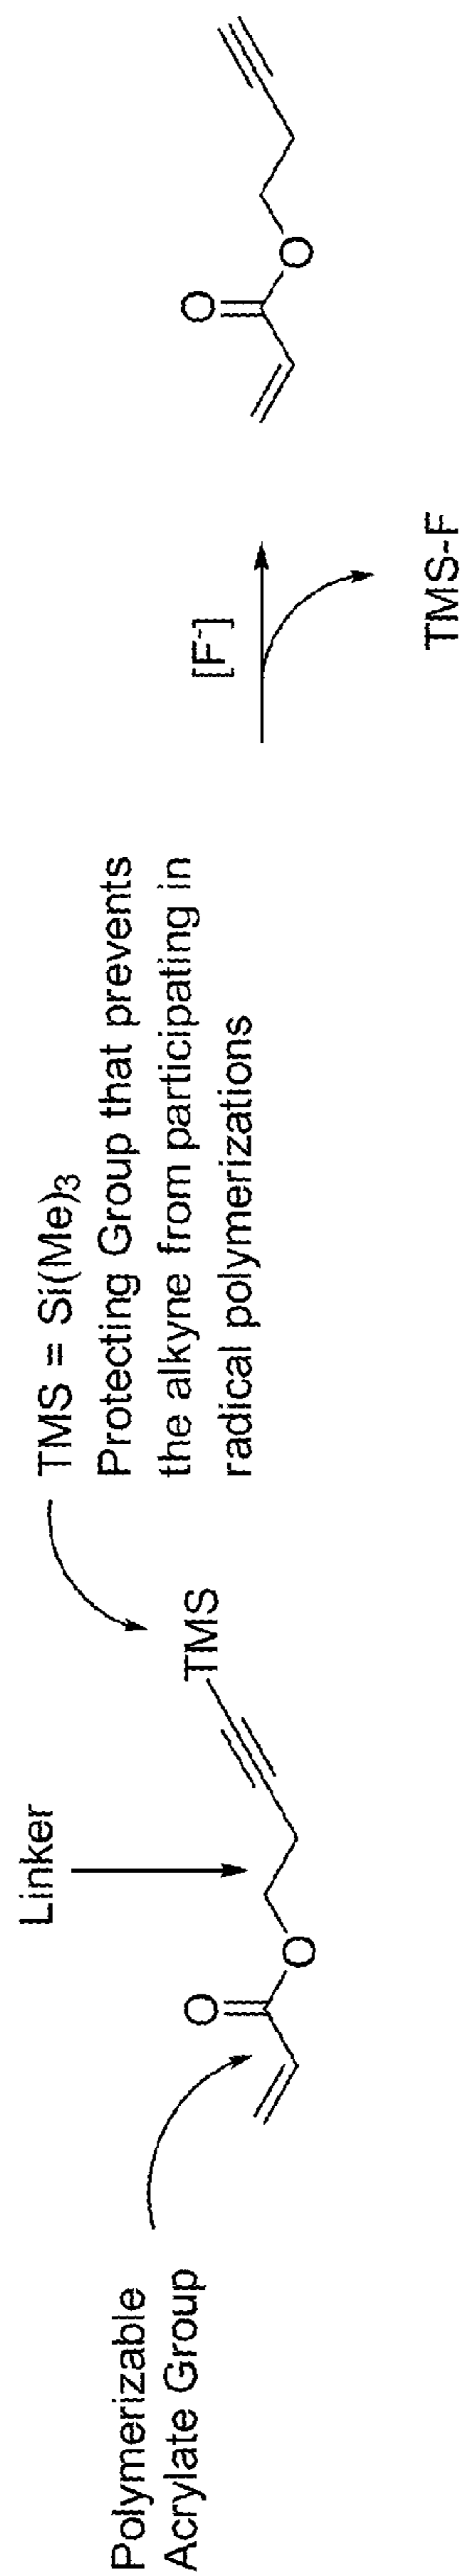 Polymerizable
Acrylate Group
Linker
O
O
TMS
TMS = Si(Me)3
Protecting Group that prevents
the alkyne from participating in
radical polymerizations
[F-]
TMS-F
O
O